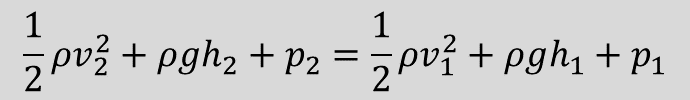 ½ρv₂² + ρgh₂ + p₂ = ½ρv₁² + ρgh₁ + p₁